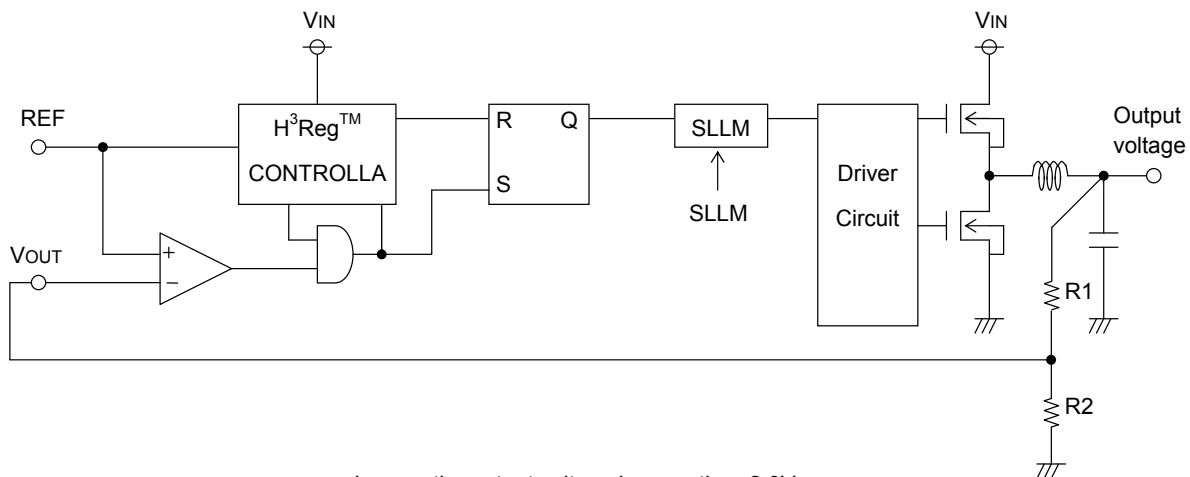 VIN
VIN
REF
H³Reg™
CONTROLLA
R
Q
S
SLLM
SLLM
Driver
Circuit
Output
voltage
VOUT
+
−
R1
R2